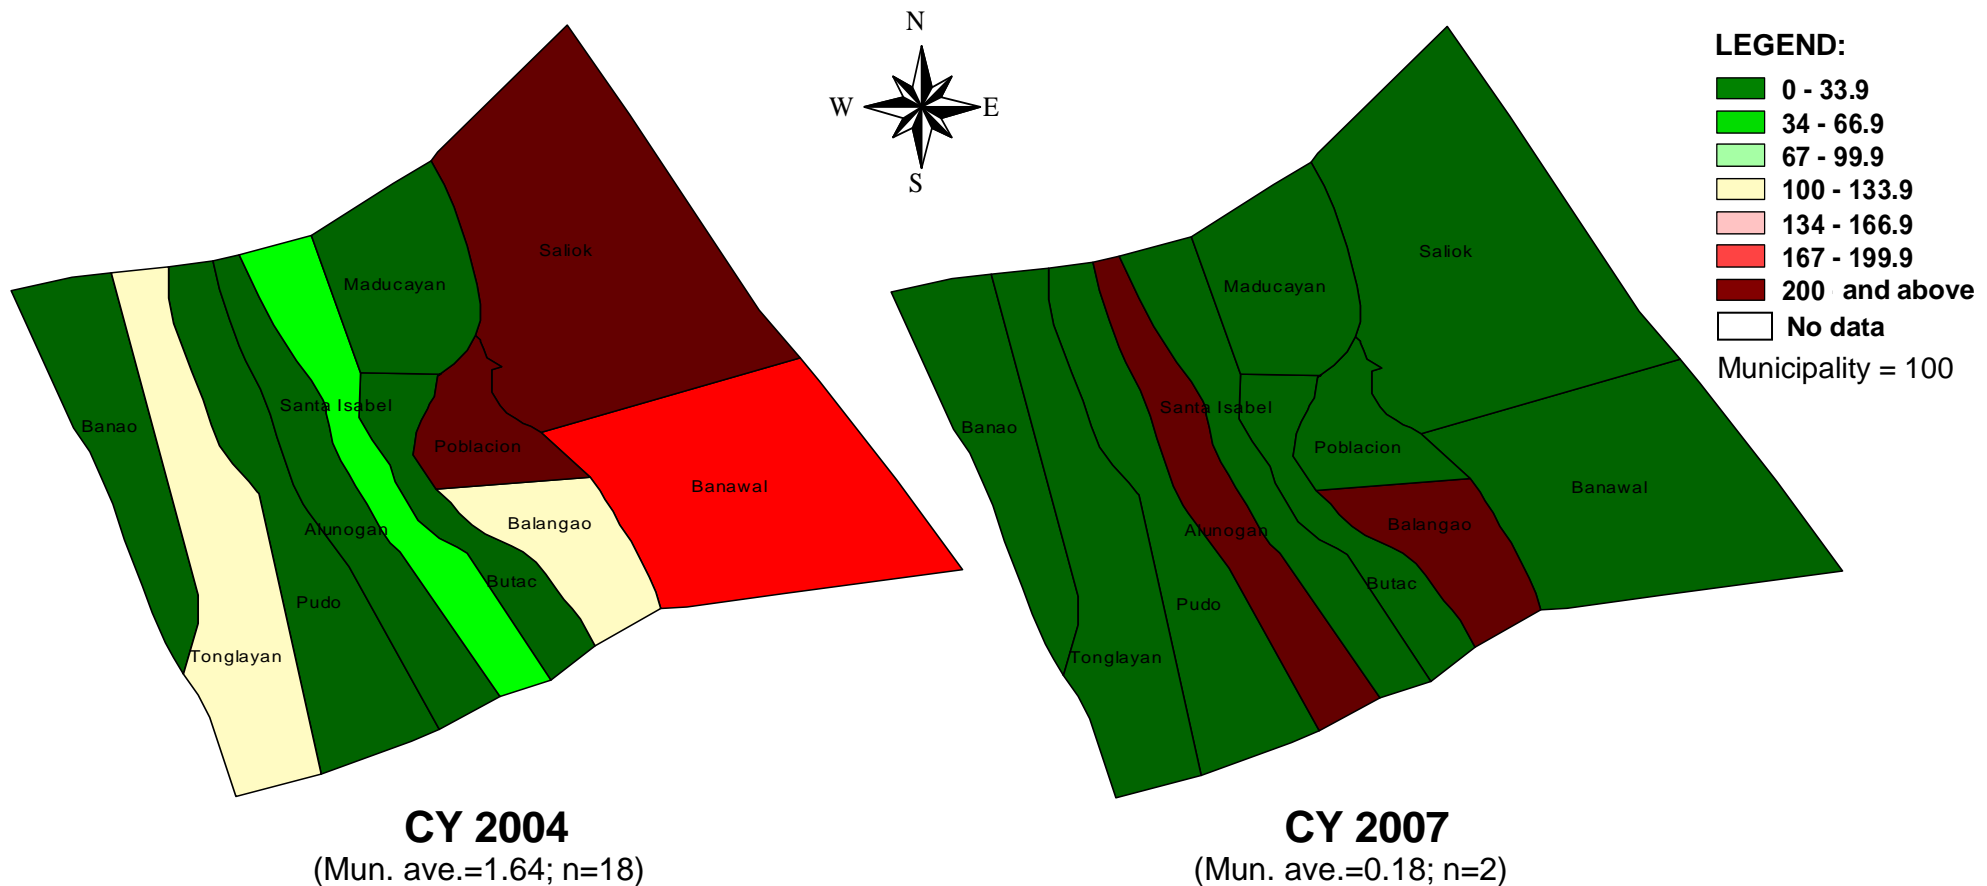 N
W
E
S
LEGEND:
0 - 33.9
34 - 66.9
67 - 99.9
100 - 133.9
134 - 166.9
167 - 199.9
200 and above
No data
Municipality = 100
Saliok
Maducayan
Santa Isabel
Banao
Poblacion
Banawal
Balangao
Alunogan
Butac
Pudo
Tonglayan
CY 2004
(Mun. ave.=1.64; n=18)
Saliok
Maducayan
Santa Isabel
Banao
Poblacion
Banawal
Balangao
Alunogan
Butac
Pudo
Tonglayan
CY 2007
(Mun. ave.=0.18; n=2)